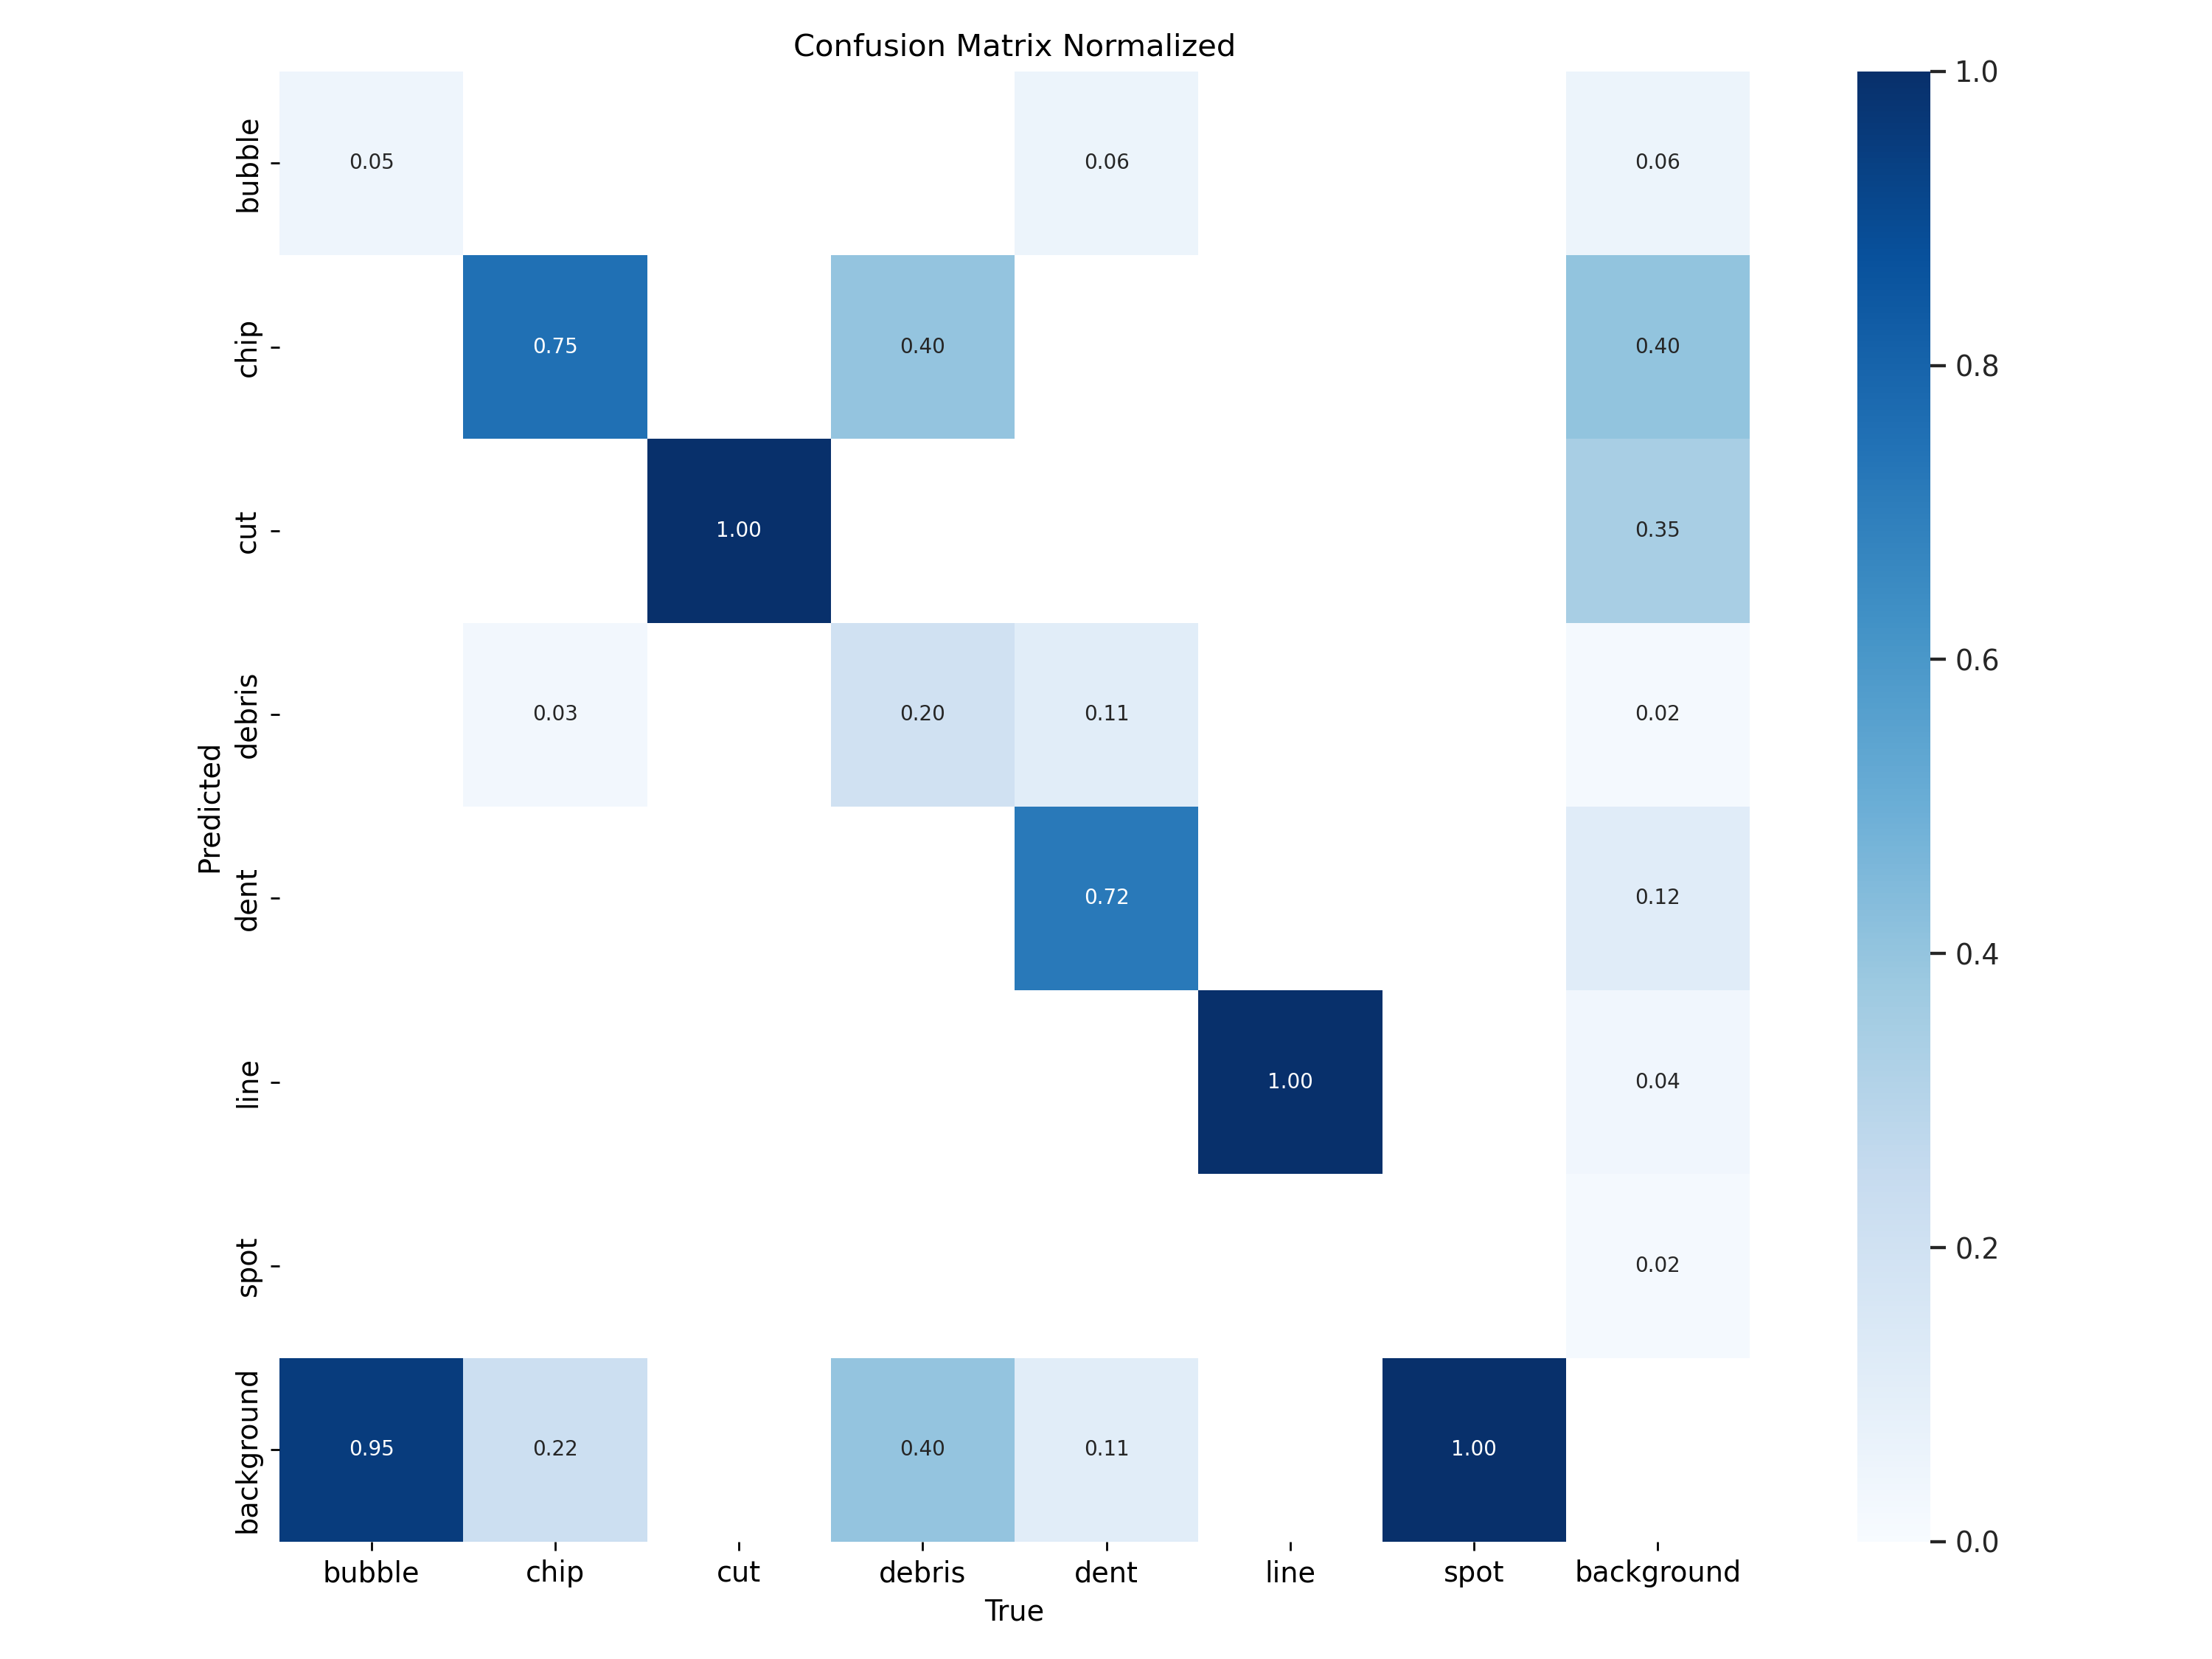 Confusion Matrix Normalized
bubble
0.05
0.06
0.06
chip
0.75
0.40
0.40
cut
1.00
0.35
debris
0.03
0.20
0.11
0.02
dent
0.72
0.12
line
1.00
0.04
spot
0.02
background
0.95
0.22
0.40
0.11
1.00
Predicted
bubble
chip
cut
debris
dent
line
spot
background
True
1.0
0.8
0.6
0.4
0.2
0.0